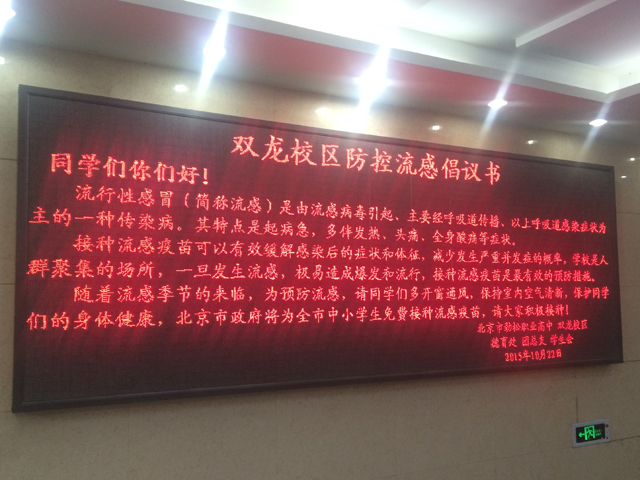 双龙校区防控流感倡议书
同学们你们好！
流行性感冒（简称流感）是由流感病毒引起、主要经呼吸道传播、以上呼吸道感染症状为
主的一种传染病。其特点是起病急，多伴发热、头痛、全身酸痛等症状。
接种流感疫苗可以有效缓解感染后的症状和体征，减少发生严重并发症的概率，学校是人
群聚集的场所，一旦发生流感，极易造成爆发和流行，接种流感疫苗是最有效的预防措施。
随着流感季节的来临，为预防流感，请同学们多开窗通风，保持室内空气清新，保护同学
们的身体健康，北京市政府将为全市中小学生免费接种流感疫苗，请大家积极接种！
北京市劲松职业高中 双龙校区
德育处 团总支 学生会
2015年10月22日